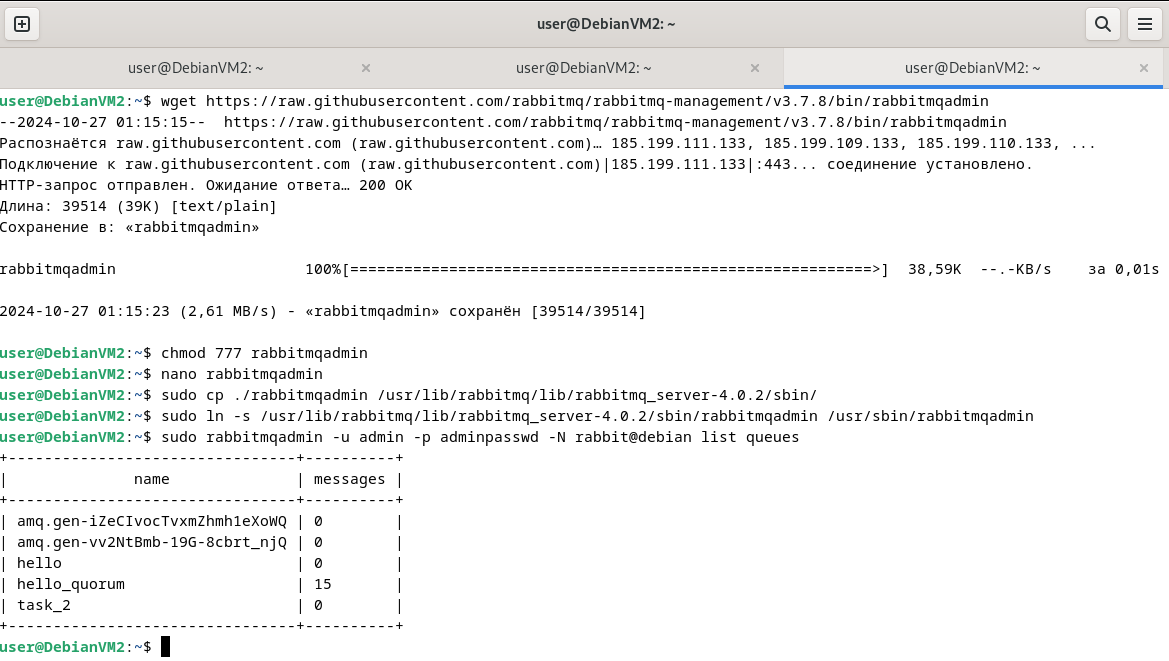 user@DebianVM2: ~
user@DebianVM2: ~ × user@DebianVM2: ~ × user@DebianVM2: ~ ×
user@DebianVM2:~$ wget https://raw.githubusercontent.com/rabbitmq/rabbitmq-management/v3.7.8/bin/rabbitmqadmin
--2024-10-27 01:15:15--  https://raw.githubusercontent.com/rabbitmq/rabbitmq-management/v3.7.8/bin/rabbitmqadmin
Распознаётся raw.githubusercontent.com (raw.githubusercontent.com)… 185.199.111.133, 185.199.109.133, 185.199.110.133, ...
Подключение к raw.githubusercontent.com (raw.githubusercontent.com)|185.199.111.133|:443... соединение установлено.
HTTP-запрос отправлен. Ожидание ответа… 200 OK
Длина: 39514 (39K) [text/plain]
Сохранение в: «rabbitmqadmin»
rabbitmqadmin                     100%[==========================================================>]  38,59K  --.-KB/s    за 0,01s
2024-10-27 01:15:23 (2,61 MB/s) - «rabbitmqadmin» сохранён [39514/39514]
user@DebianVM2:~$ chmod 777 rabbitmqadmin
user@DebianVM2:~$ nano rabbitmqadmin
user@DebianVM2:~$ sudo cp ./rabbitmqadmin /usr/lib/rabbitmq/lib/rabbitmq_server-4.0.2/sbin/
user@DebianVM2:~$ sudo ln -s /usr/lib/rabbitmq/lib/rabbitmq_server-4.0.2/sbin/rabbitmqadmin /usr/sbin/rabbitmqadmin
user@DebianVM2:~$ sudo rabbitmqadmin -u admin -p adminpasswd -N rabbit@debian list queues
+--------------------------------+----------+
|              name              | messages |
+--------------------------------+----------+
| amq.gen-iZeCIvocTvxmZhmh1eXoWQ | 0        |
| amq.gen-vv2NtBmb-19G-8cbrt_njQ | 0        |
| hello                          | 0        |
| hello_quorum                   | 15       |
| task_2                         | 0        |
+--------------------------------+----------+
user@DebianVM2:~$